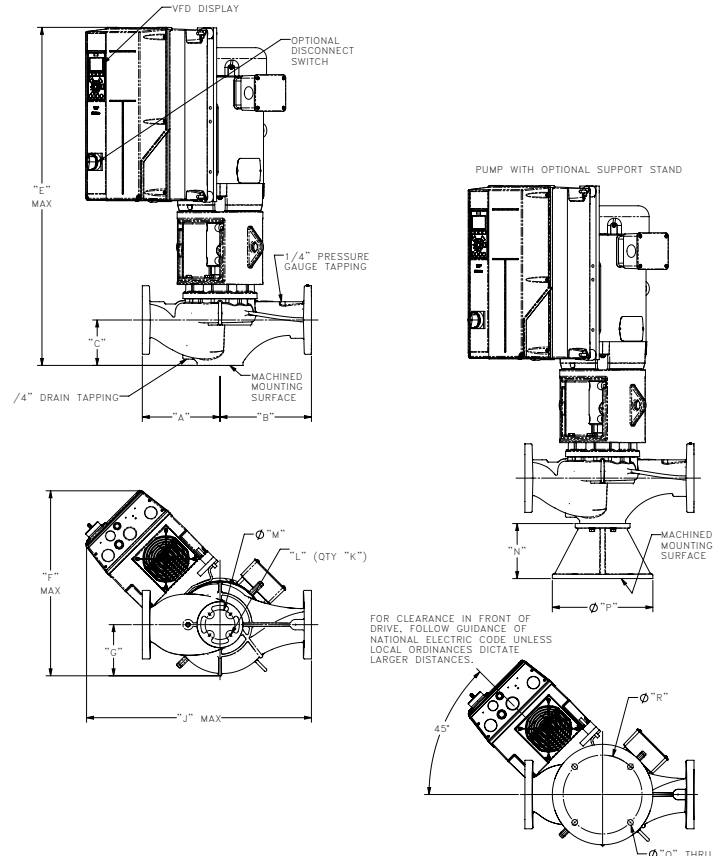 VFD DISPLAY
OPTIONAL
DISCONNECT
SWITCH
"E"
MAX
1/4" PRESSURE
GAUGE TAPPING
"C"
MACHINED
MOUNTING
SURFACE
/4" DRAIN TAPPING
"A"
"B"
PUMP WITH OPTIONAL SUPPORT STAND
"N"
MACHINED
MOUNTING
SURFACE
Ø "P"
Ø "M"
"L" (QTY "K")
"F"
MAX
"G"
"J" MAX
FOR CLEARANCE IN FRONT OF
DRIVE, FOLLOW GUIDANCE OF
NATIONAL ELECTRIC CODE UNLESS
LOCAL ORDINANCES DICTATE
LARGER DISTANCES.
45°
Ø "R"
Ø "Q" THRU